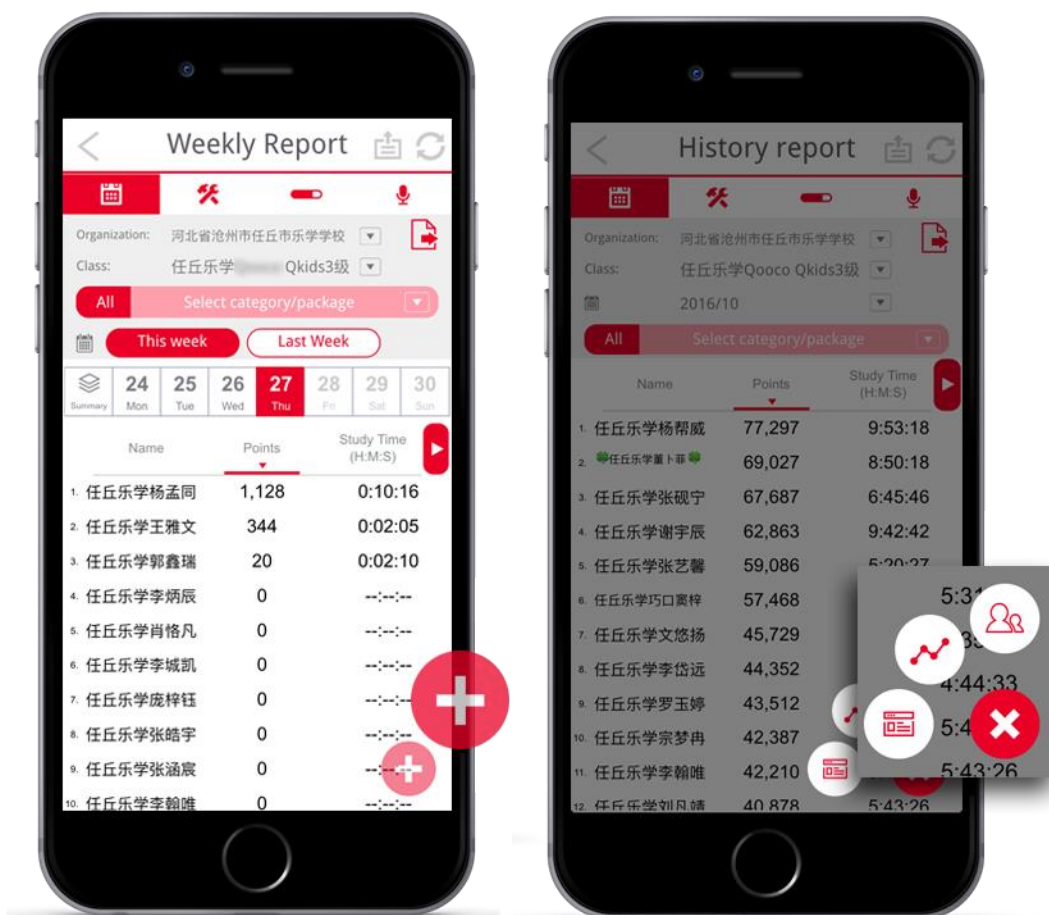 Weekly Report
Organization: 河北省沧州市任丘市乐学学校
Class: 任丘乐学 Qkids3级
All Select category/package
This week Last Week
24 25 26 27 28 29 30
Summary Mon Tue Wed Thu Fri Sat Sun
Name Points Study Time (H:M:S)
1. 任丘乐学杨孟同 1,128 0:10:16
2. 任丘乐学王雅文 344 0:02:05
3. 任丘乐学郭鑫瑞 20 0:02:10
4. 任丘乐学李炳辰 0 --:--:--
5. 任丘乐学肖恪凡 0 --:--:--
6. 任丘乐学李城凯 0 --:--:--
7. 任丘乐学庞梓钰 0 --:--:--
8. 任丘乐学张皓宇 0 --:--:--
9. 任丘乐学张涵宸 0 --:--:--
10. 任丘乐学李翰唯 0 --:--:--
History report
Organization: 河北省沧州市任丘市乐学学校
Class: 任丘乐学Qooco Qkids3级
2016/10
All Select category/package
Name Points Study Time (H:M:S)
1. 任丘乐学杨帮威 77,297 9:53:18
2. 🍀任丘乐学董卜菲🍀 69,027 8:50:18
3. 任丘乐学张砚宁 67,687 6:45:46
4. 任丘乐学谢宇辰 62,863 9:42:42
5. 任丘乐学张艺馨 59,086 5:20:27
6. 任丘乐学巧口窦梓 57,468
7. 任丘乐学文悠扬 45,729
8. 任丘乐学李岱远 44,352 4:44:33
9. 任丘乐学罗玉婷 43,512
10. 任丘乐学宗梦冉 42,387
11. 任丘乐学李翰唯 42,210 5:43:26
12. 任丘乐学刘凡婧 40,878 5:43:26